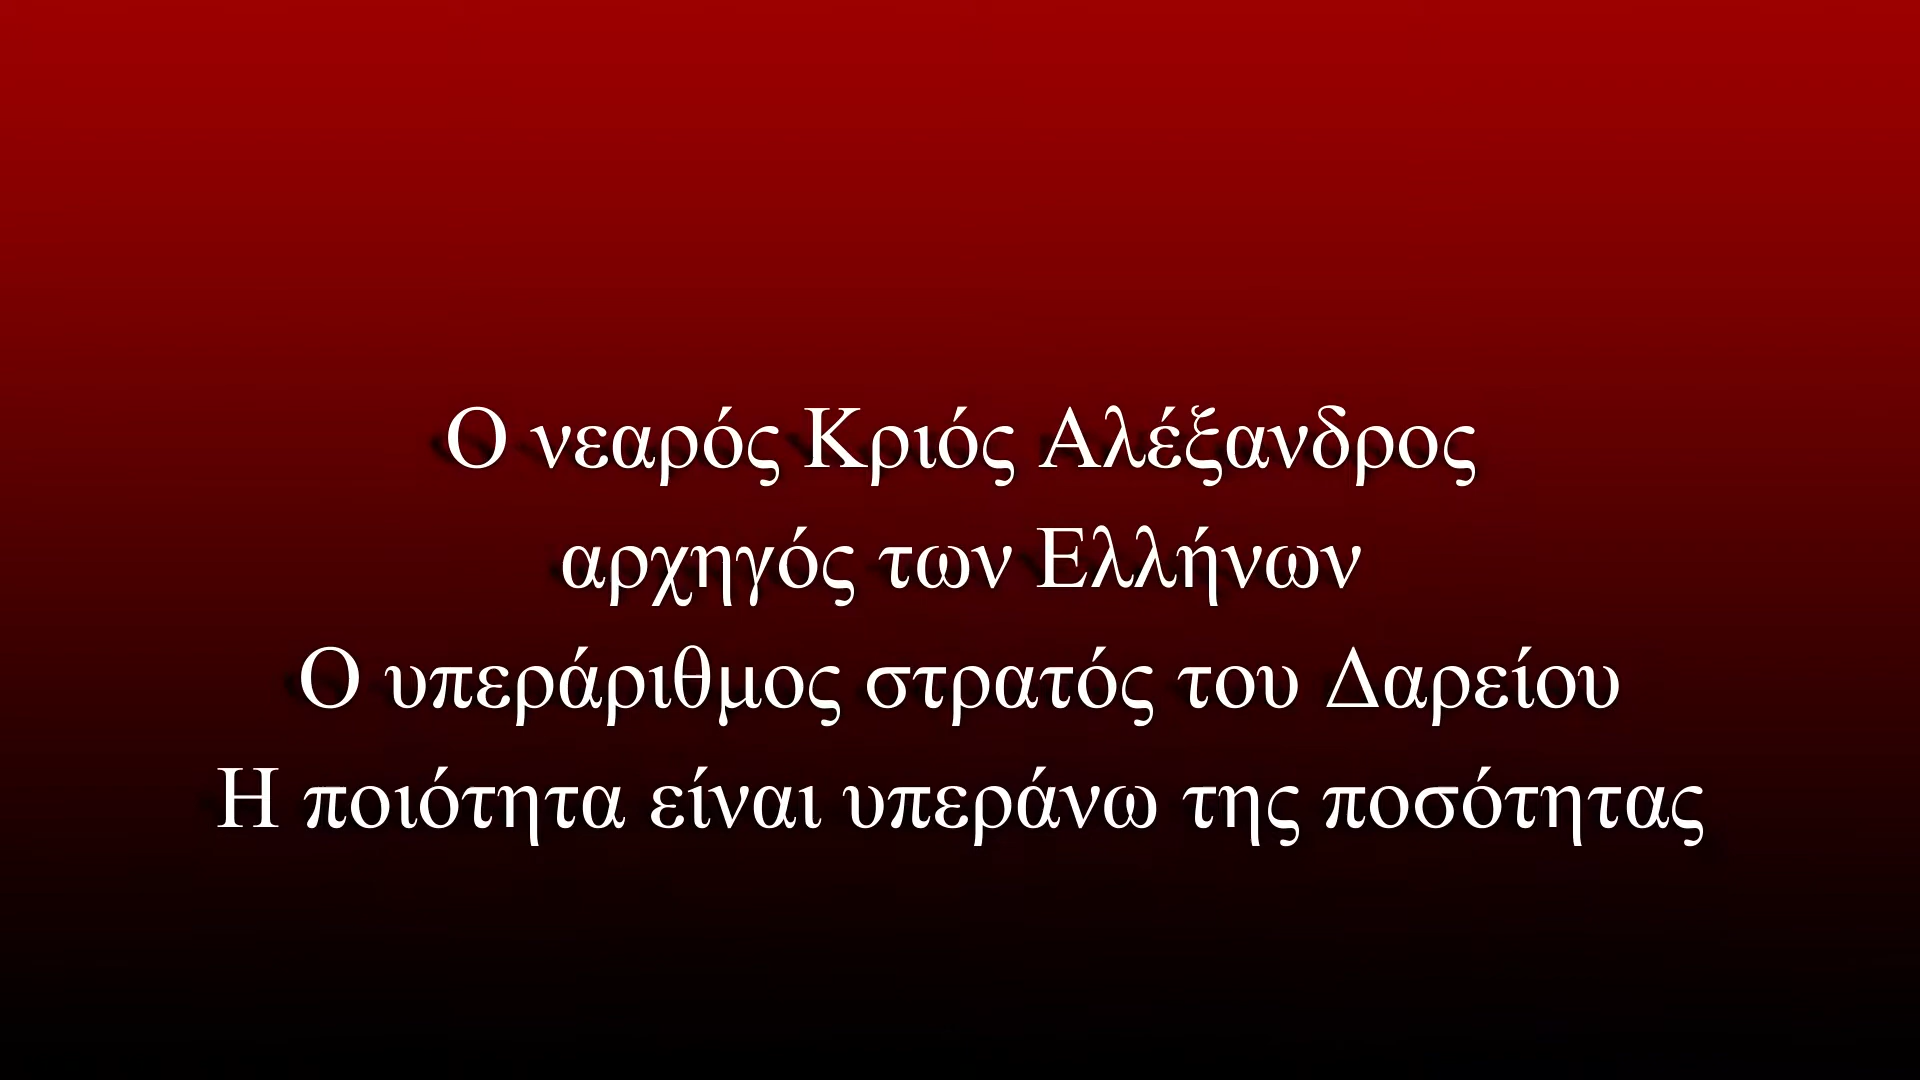 Ο νεαρός Κριός Αλέξανδρος
αρχηγός των Ελλήνων
Ο υπεράριθμος στρατός του Δαρείου
Η ποιότητα είναι υπεράνω της ποσότητας